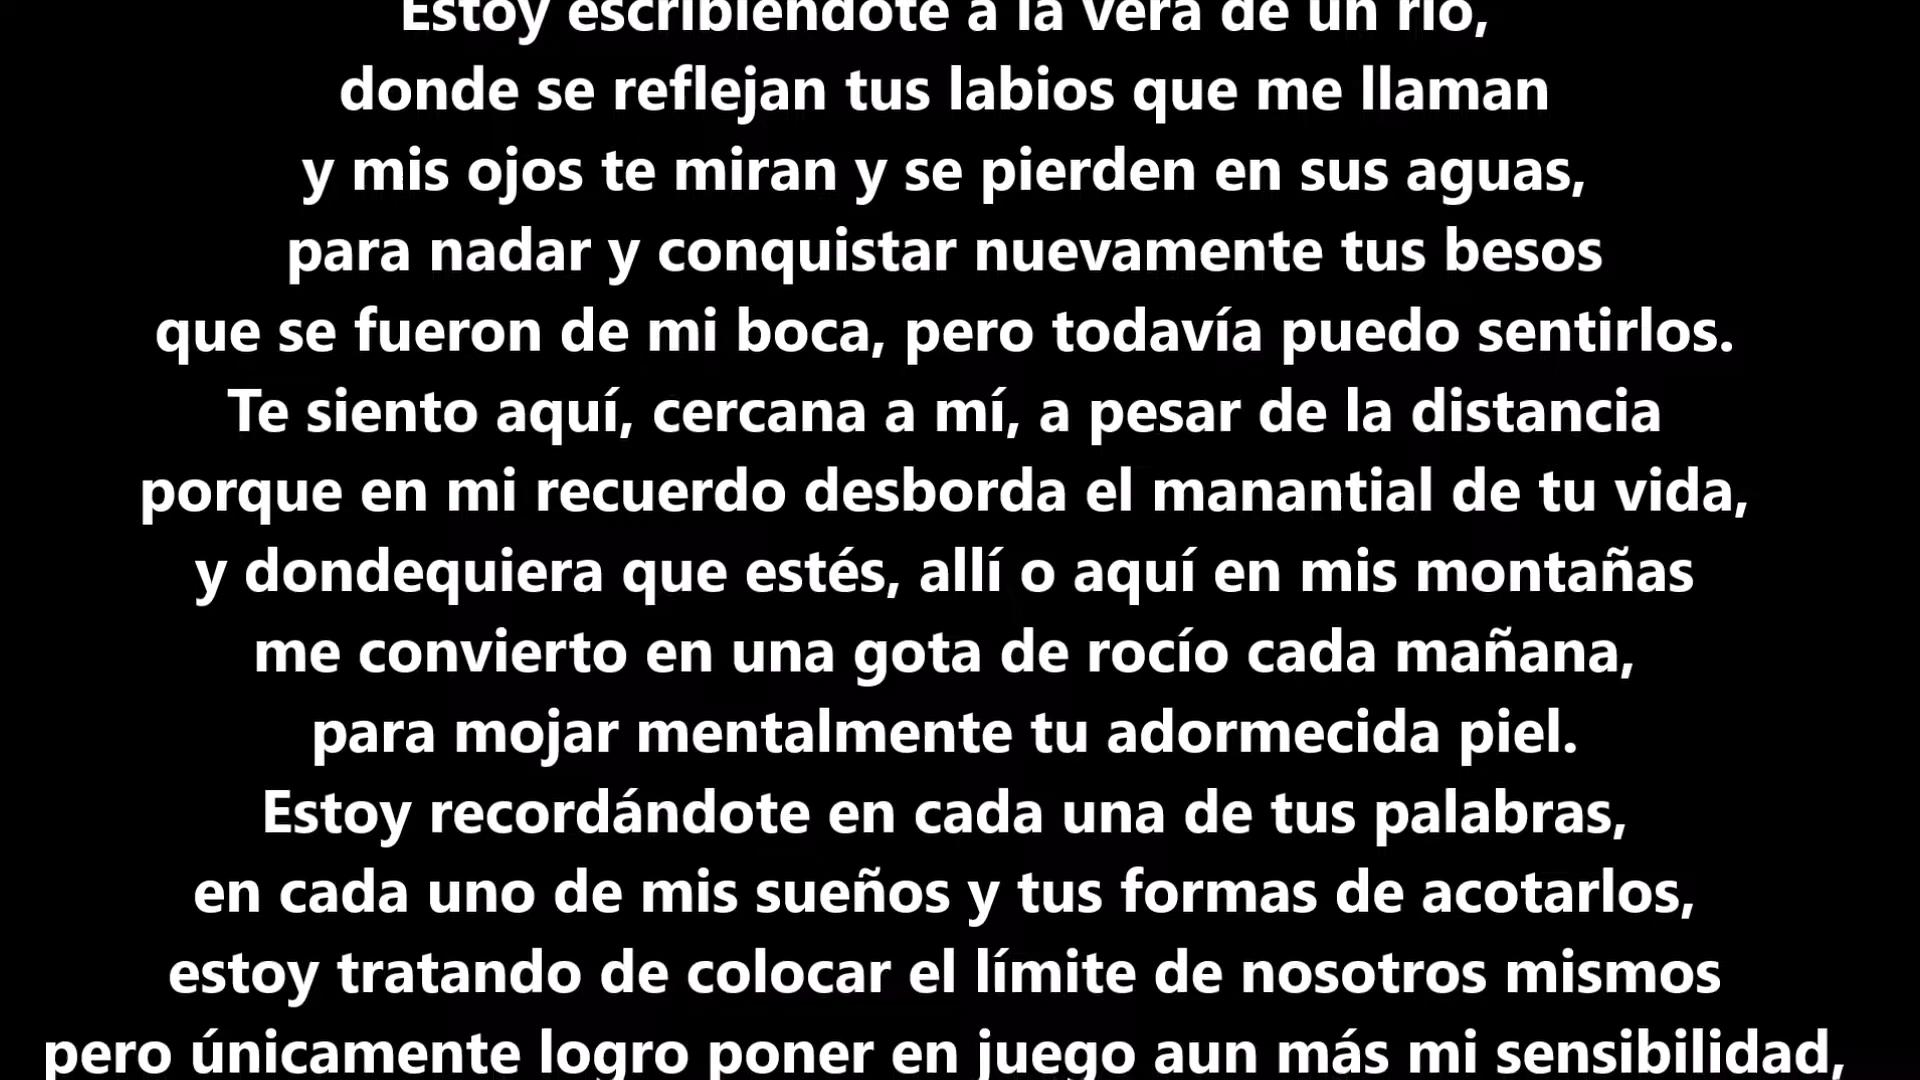 Estoy escribiéndote a la vera de un río,
donde se reflejan tus labios que me llaman
y mis ojos te miran y se pierden en sus aguas,
para nadar y conquistar nuevamente tus besos
que se fueron de mi boca, pero todavía puedo sentirlos.
Te siento aquí, cercana a mí, a pesar de la distancia
porque en mi recuerdo desborda el manantial de tu vida,
y dondequiera que estés, allí o aquí en mis montañas
me convierto en una gota de rocío cada mañana,
para mojar mentalmente tu adormecida piel.
Estoy recordándote en cada una de tus palabras,
en cada uno de mis sueños y tus formas de acotarlos,
estoy tratando de colocar el límite de nosotros mismos
pero únicamente logro poner en juego aun más mi sensibilidad,